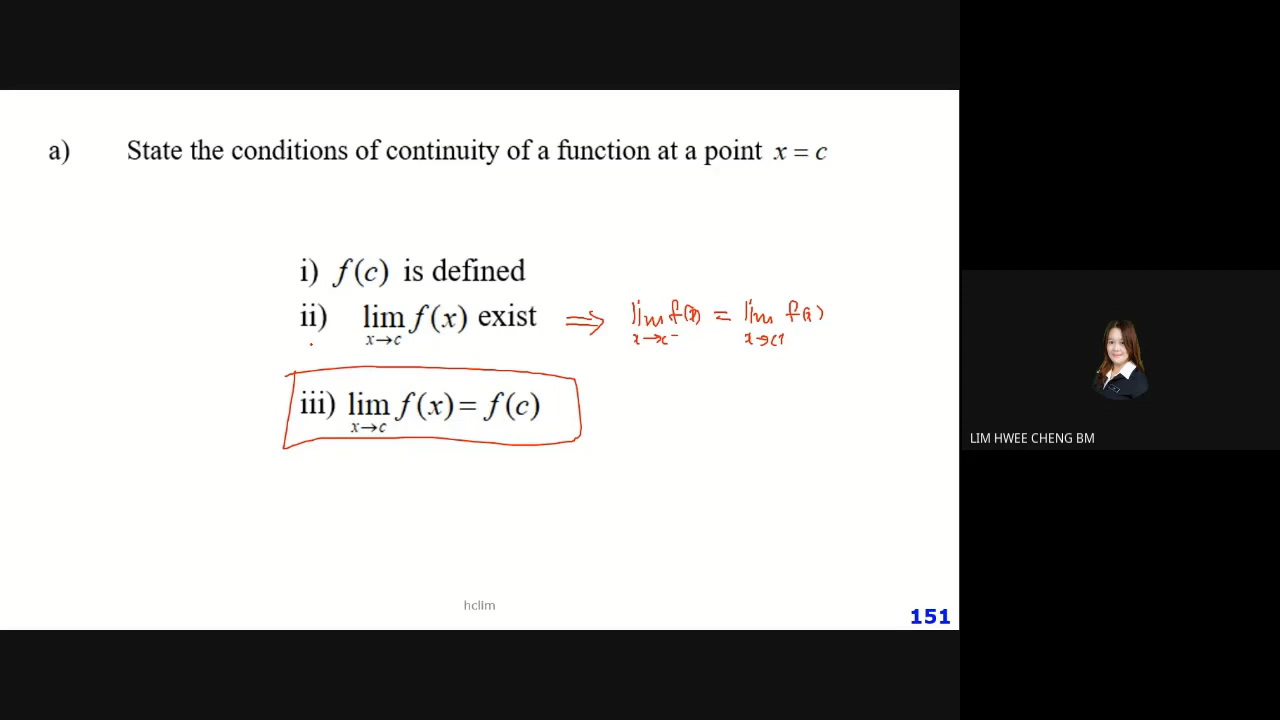 a) State the conditions of continuity of a function at a point x = c
i) f(c) is defined
ii) lim f(x) exist ⇒ lim f(x) = lim f(x)
x→c x→c⁻ x→c⁺
iii) lim f(x) = f(c)
x→c
LIM HWEE CHENG BM
hclim
151